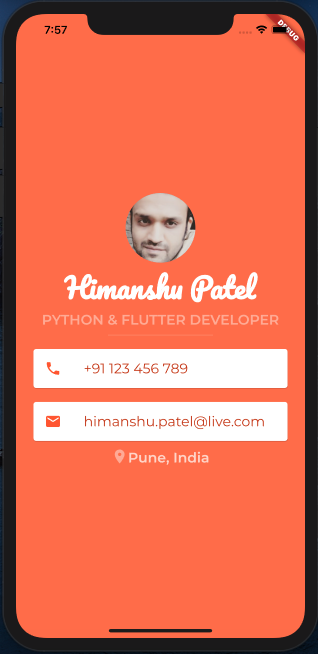 7:57
DEBUG
Himanshu Patel
PYTHON & FLUTTER DEVELOPER
+91 123 456 789
himanshu.patel@live.com
Pune, India